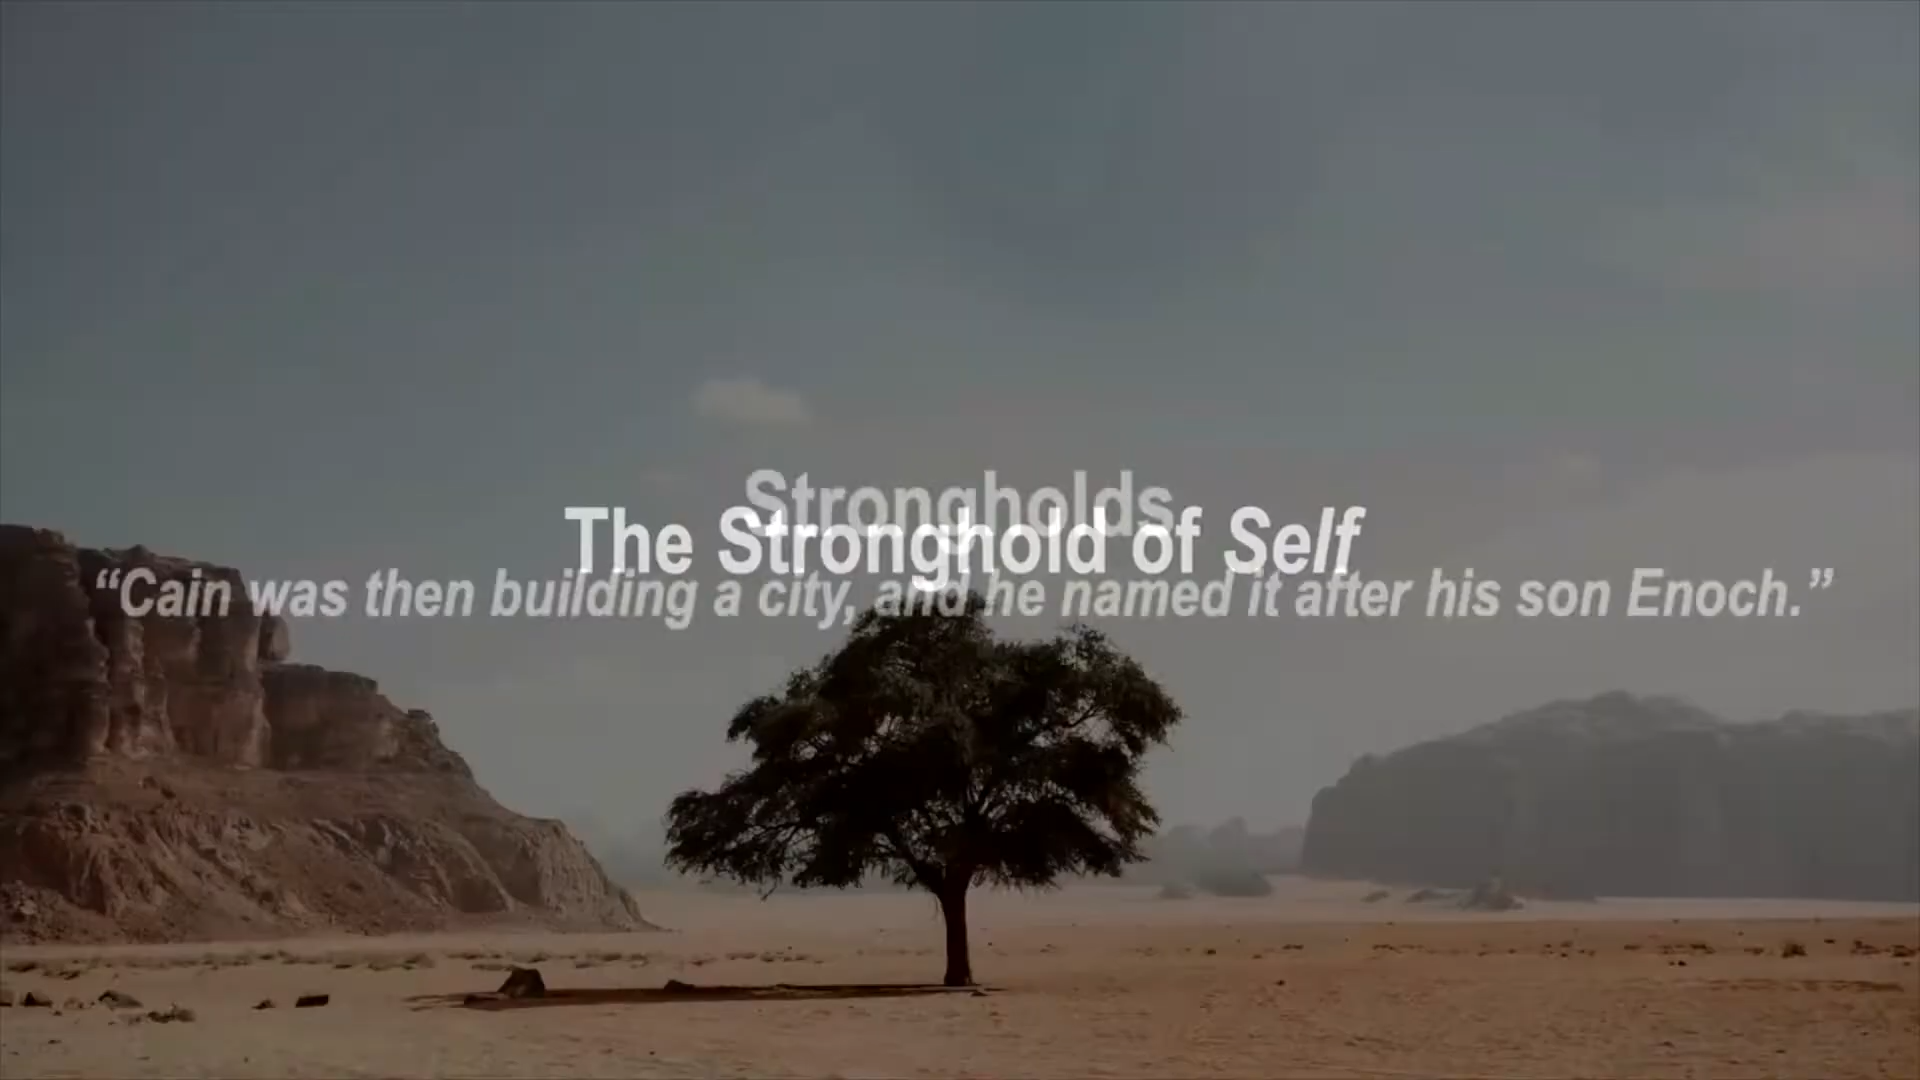 Strongholds
The Stronghold of Self
“Cain was then building a city, and he named it after his son Enoch.”